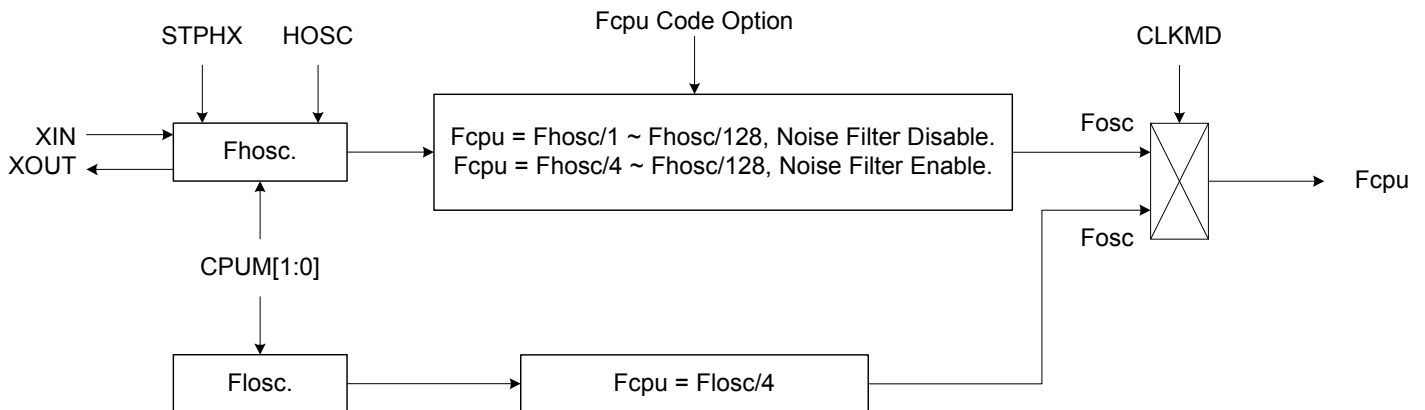 Fcpu Code Option
STPHX
HOSC
CLKMD
XIN
XOUT
Fhosc.
Fcpu = Fhosc/1 ~ Fhosc/128, Noise Filter Disable.
Fcpu = Fhosc/4 ~ Fhosc/128, Noise Filter Enable.
Fosc
Fcpu
Fosc
CPUM[1:0]
Flosc.
Fcpu = Flosc/4